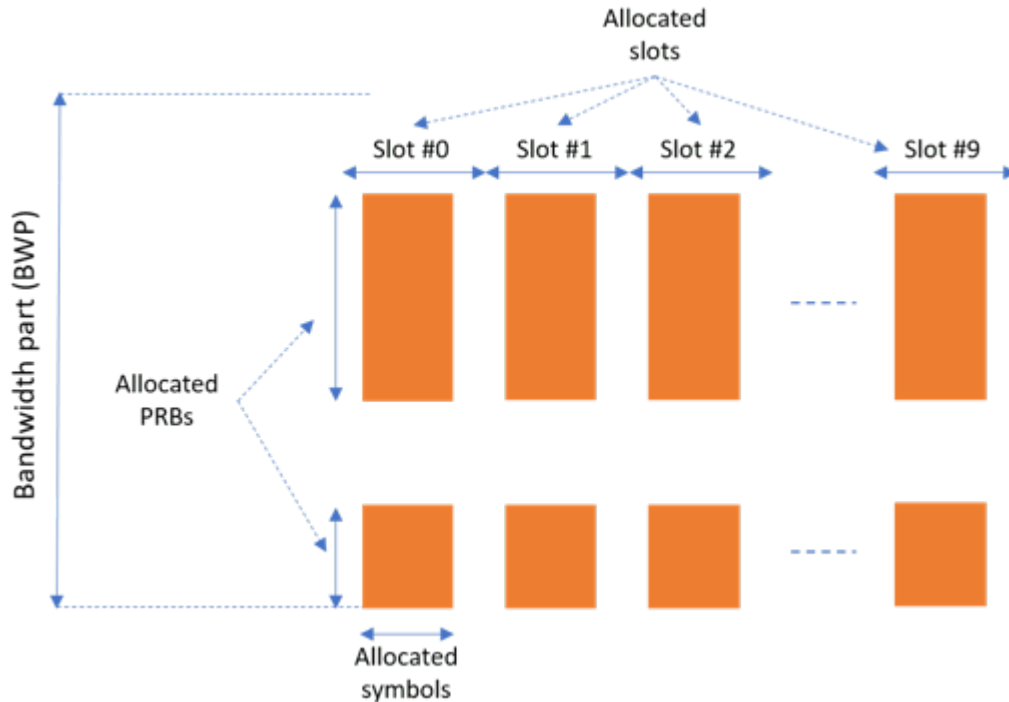 Allocated
slots
Slot #0
Slot #1
Slot #2
Slot #9
Bandwidth part (BWP)
Allocated
PRBs
Allocated
symbols